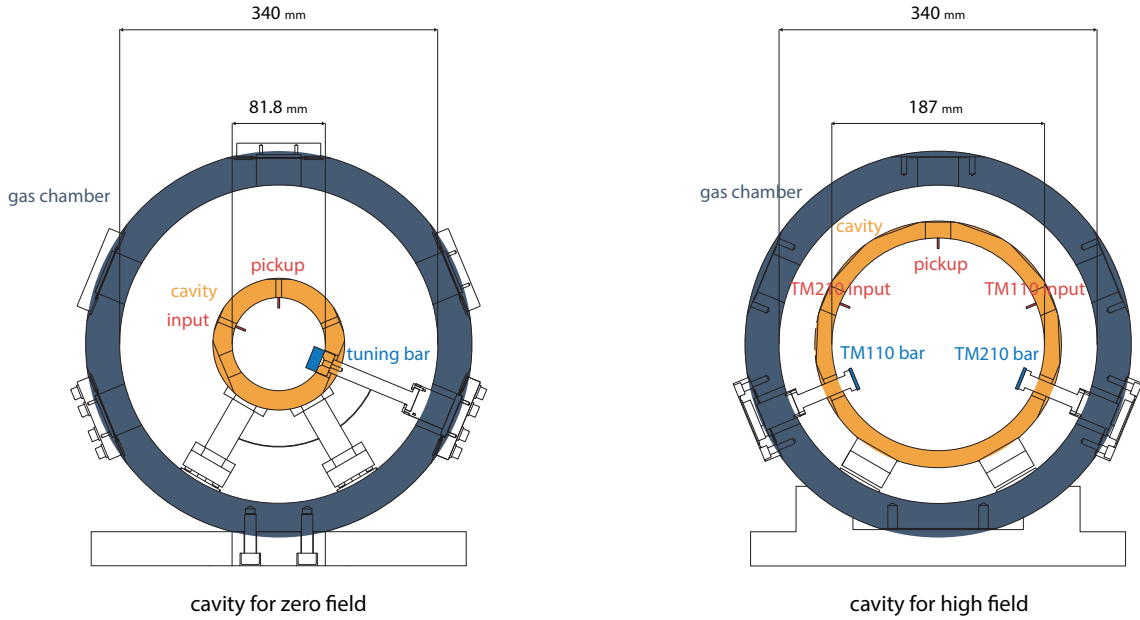 340 mm
81.8 mm
gas chamber
pickup
cavity
input
tuning bar
cavity for zero field
340 mm
187 mm
gas chamber
cavity
pickup
TM210 input
TM110 input
TM110 bar
TM210 bar
cavity for high field